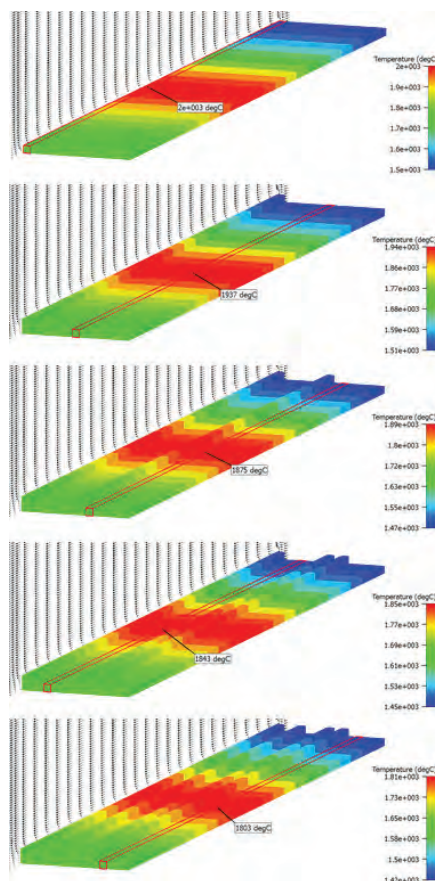 Temperature (degC)
2e+003
1.9e+003
1.8e+003
1.7e+003
1.6e+003
1.5e+003
2e+003 degC
Temperature (degC)
1.94e+003
1.86e+003
1.77e+003
1.68e+003
1.59e+003
1.51e+003
1937 degC
Temperature (degC)
1.89e+003
1.8e+003
1.72e+003
1.63e+003
1.55e+003
1.47e+003
1875 degC
Temperature (degC)
1.85e+003
1.77e+003
1.69e+003
1.61e+003
1.53e+003
1.45e+003
1843 degC
Temperature (degC)
1.81e+003
1.73e+003
1.65e+003
1.58e+003
1.5e+003
1.42e+003
1803 degC